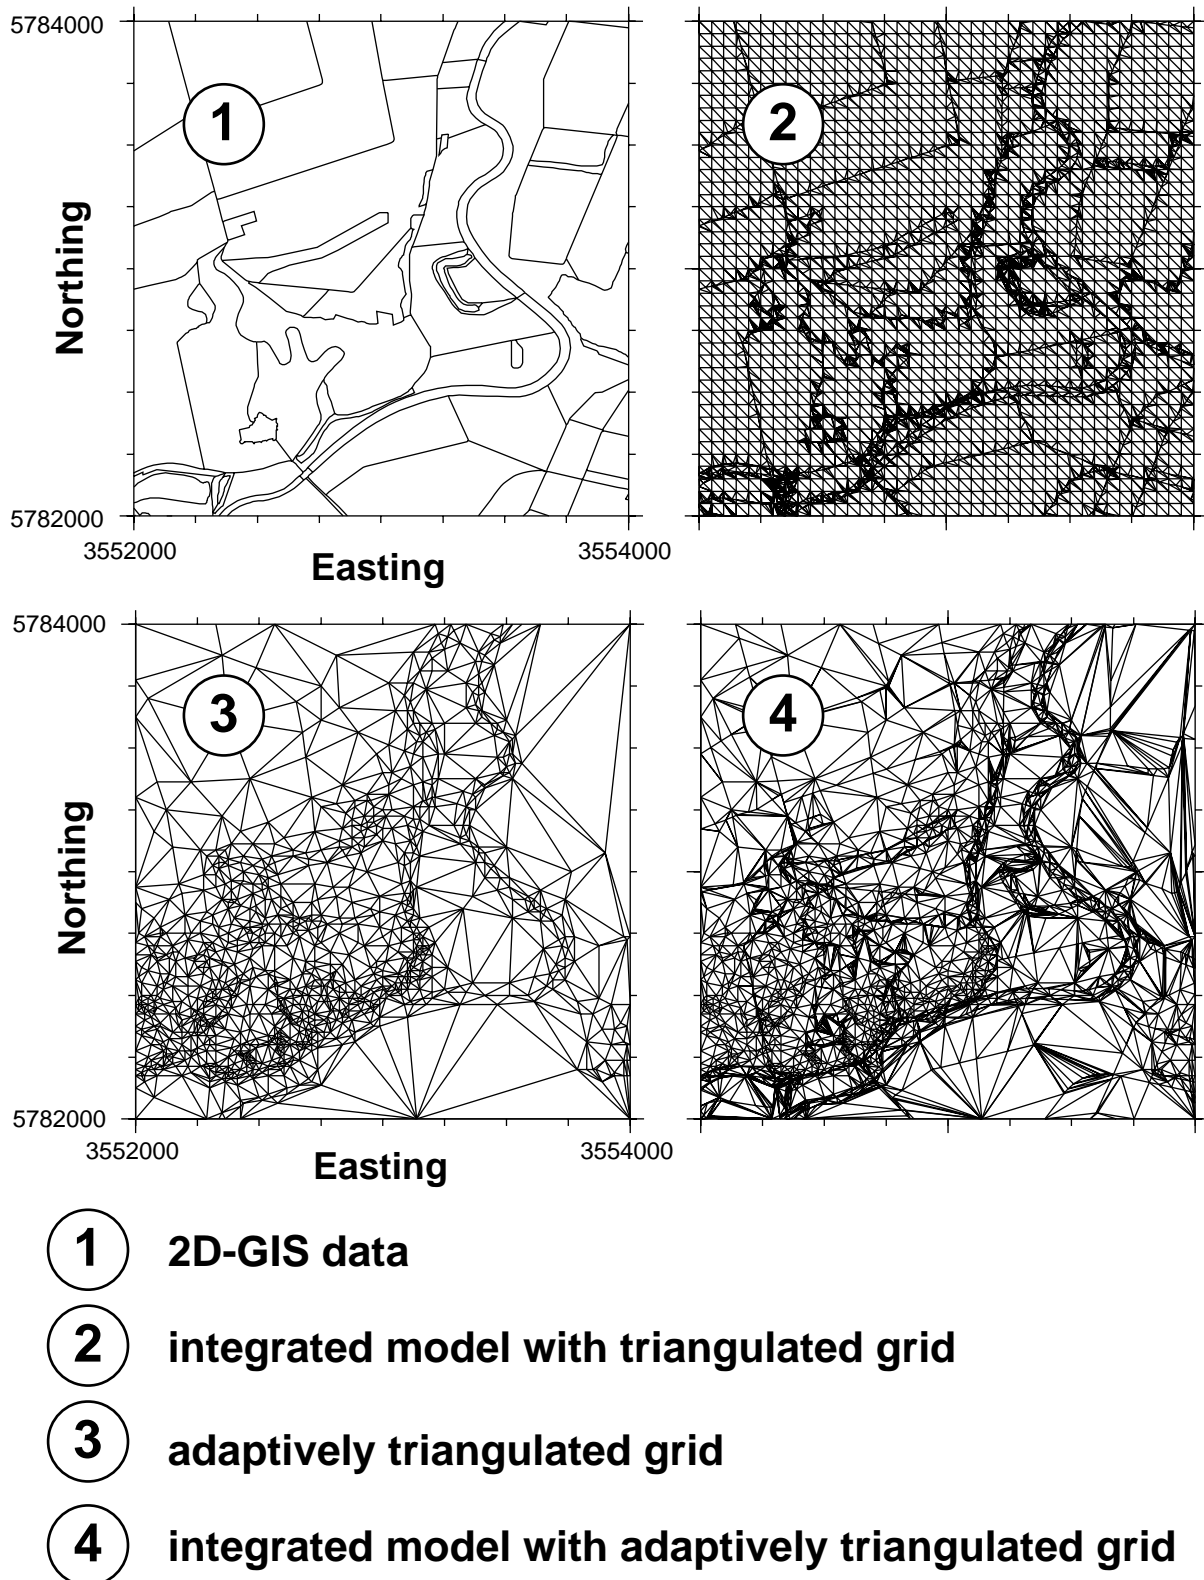 5784000
1
2
Northing
5782000
3552000
Easting
3554000
5784000
3
4
Northing
5782000
3552000
Easting
3554000
1 2D-GIS data
2 integrated model with triangulated grid
3 adaptively triangulated grid
4 integrated model with adaptively triangulated grid